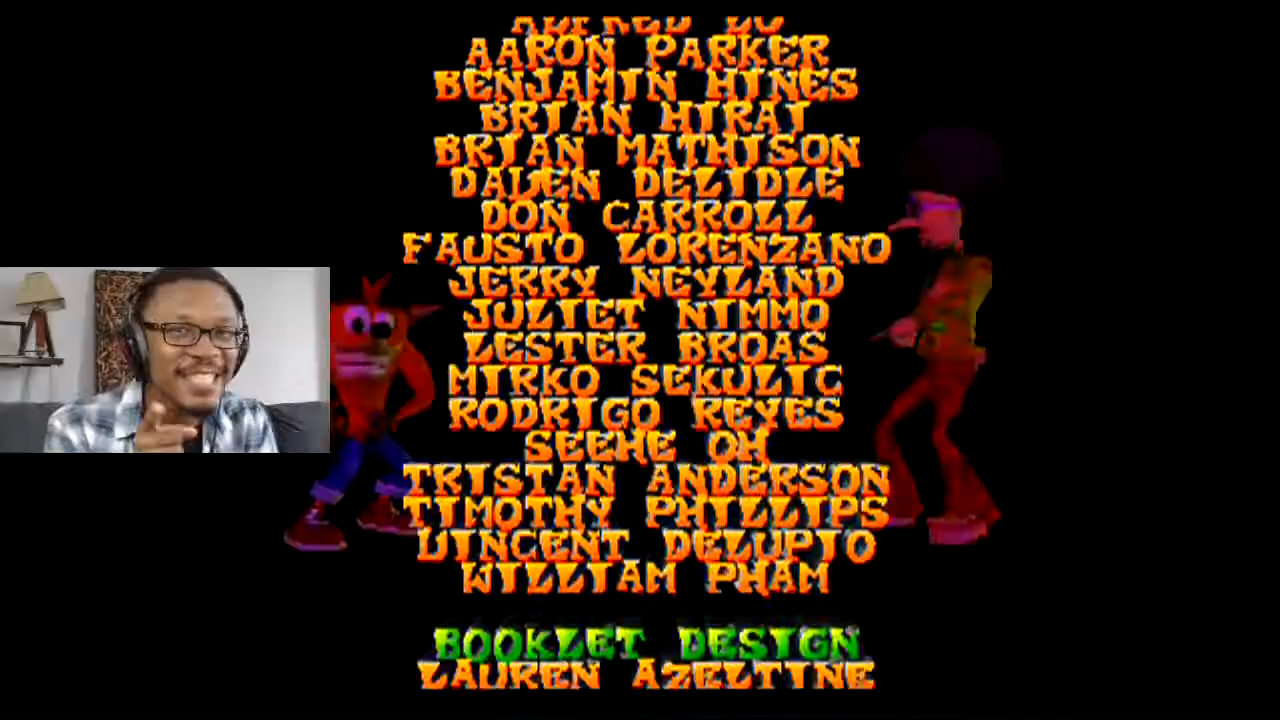 AARON PARKER
BENJAMIN HINES
BRIAN HIRAI
BRIAN MATHISON
DALEN DELIDLE
DON CARROLL
FAUSTO LORENZANO
JERRY NEYLAND
JULIET NIMMO
LESTER BROAS
MIRKO SEKULIC
RODRIGO REYES
SEEHE OH
TRISTAN ANDERSON
TIMOTHY PHILLIPS
VINCENT DELUPIO
WILLIAM PHAM
BOOKLET DESIGN
LAUREN AZELTINE